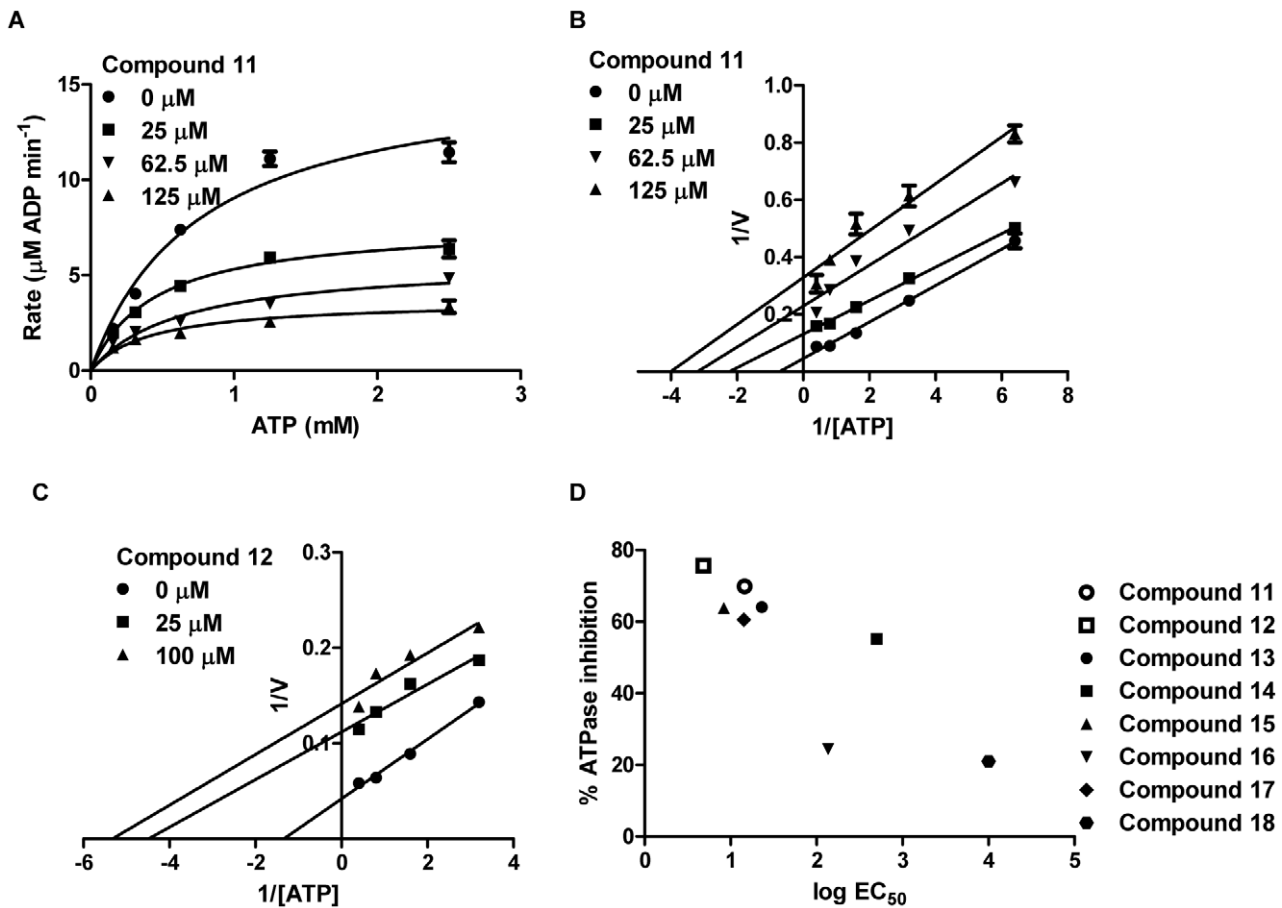 A
Compound 11
0 μM
25 μM
62.5 μM
125 μM
15
10
5
0
Rate (μM ADP min-1)
0
1
2
3
ATP (mM)
B
Compound 11
0 μM
25 μM
62.5 μM
125 μM
1.0
0.8
0.6
0.4
0.2
1/V
-4
-2
0
2
4
6
8
1/[ATP]
C
Compound 12
0 μM
25 μM
100 μM
0.3
0.2
0.1
1/V
-6
-4
-2
0
2
4
1/[ATP]
D
80
60
40
20
0
% ATPase inhibition
0
1
2
3
4
5
log EC50
Compound 11
Compound 12
Compound 13
Compound 14
Compound 15
Compound 16
Compound 17
Compound 18